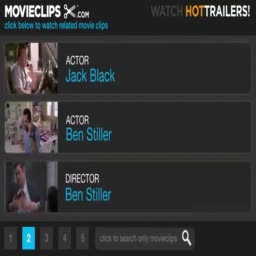 MOVIECLIPS .COM
WATCH HOTTRAILERS!
click below to watch related movie clips
ACTOR
Jack Black
ACTOR
Ben Stiller
DIRECTOR
Ben Stiller
1 2 3 4 5 click to search only movieclips